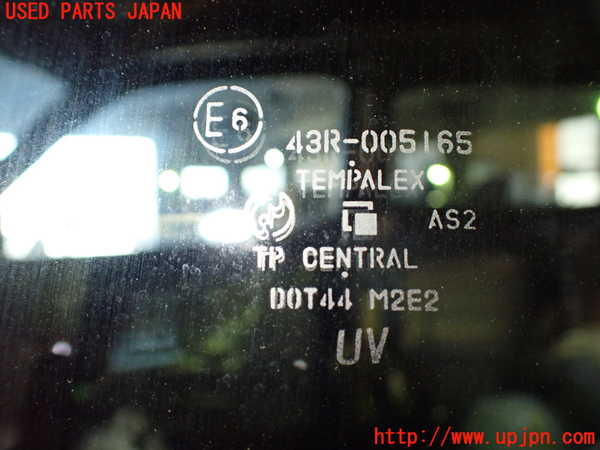 USED PARTS JAPAN
E6
43R-005165
TEMPALEX
AS2
TP CENTRAL
DOT44 M2E2
UV
http://www.upjpn.com/